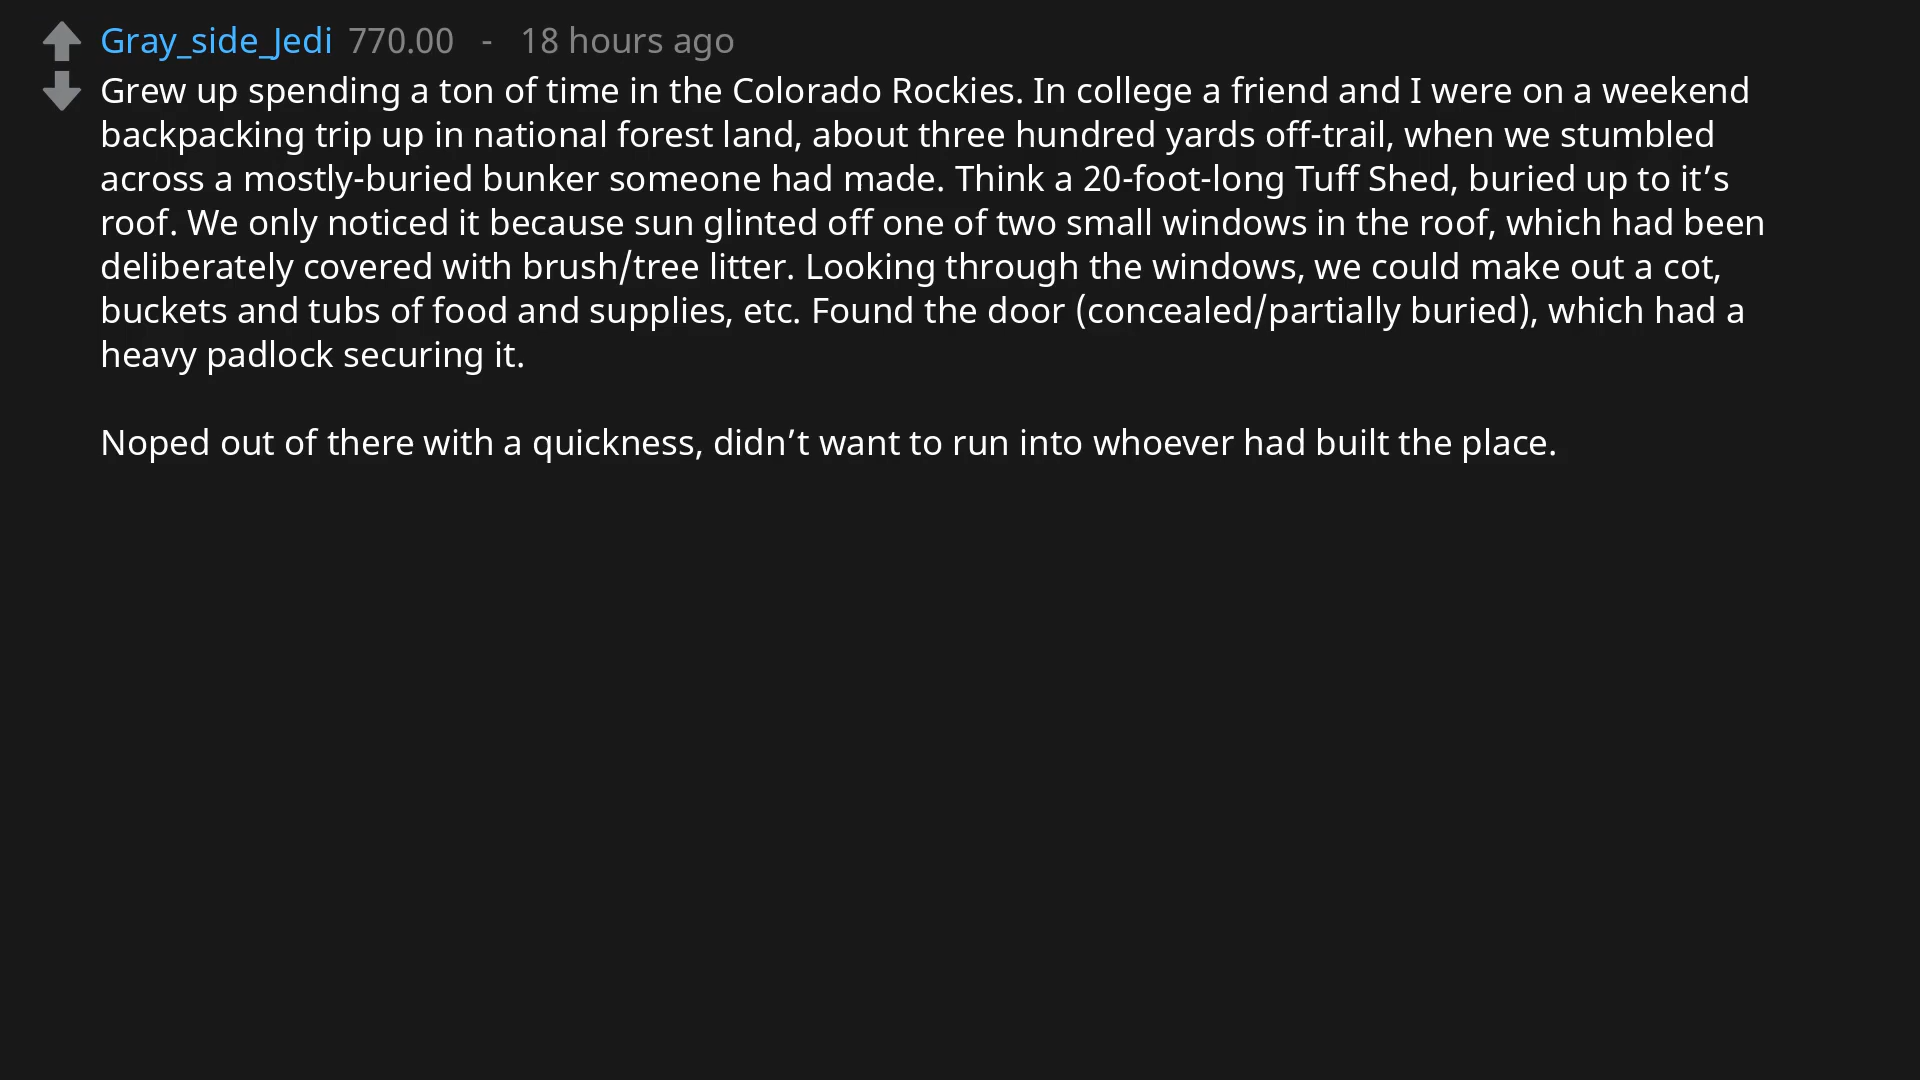 Gray_side_Jedi 770.00 - 18 hours ago
Grew up spending a ton of time in the Colorado Rockies. In college a friend and I were on a weekend
backpacking trip up in national forest land, about three hundred yards off-trail, when we stumbled
across a mostly-buried bunker someone had made. Think a 20-foot-long Tuff Shed, buried up to it’s
roof. We only noticed it because sun glinted off one of two small windows in the roof, which had been
deliberately covered with brush/tree litter. Looking through the windows, we could make out a cot,
buckets and tubs of food and supplies, etc. Found the door (concealed/partially buried), which had a
heavy padlock securing it.
Noped out of there with a quickness, didn’t want to run into whoever had built the place.